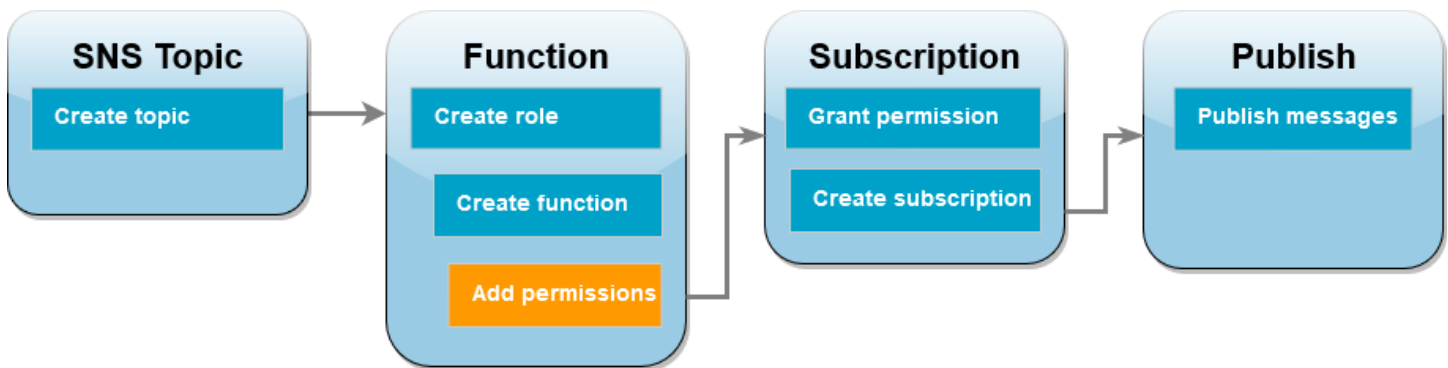 SNS Topic
Create topic
Function
Create role
Create function
Add permissions
Subscription
Grant permission
Create subscription
Publish
Publish messages